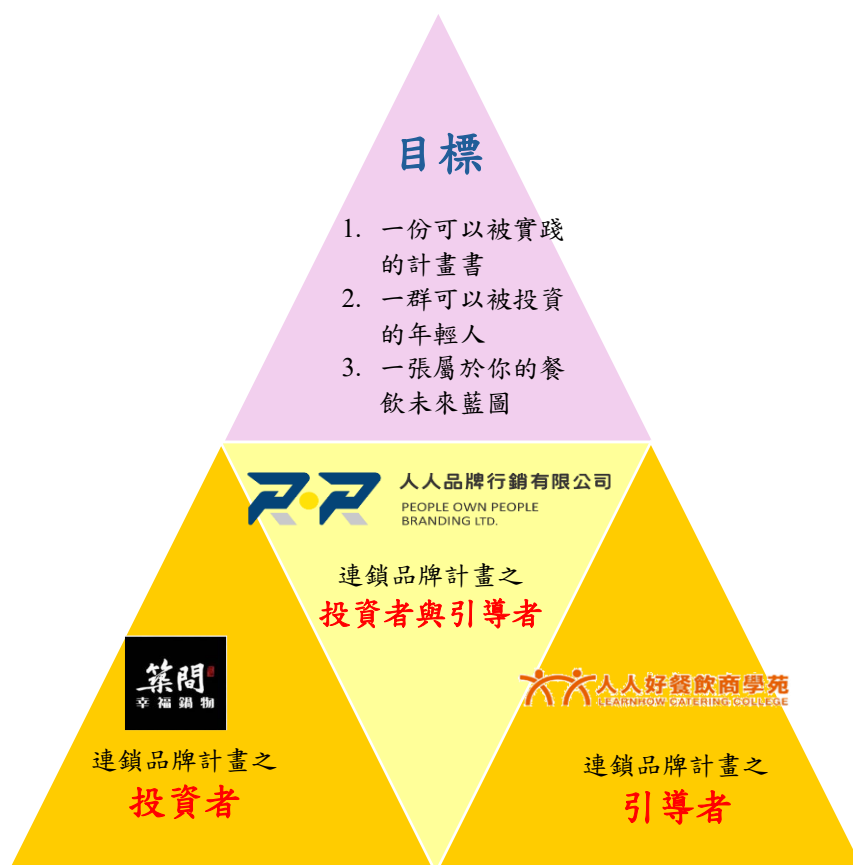 目標
1. 一份可以被實踐
的計畫書
2. 一群可以被投資
的年輕人
3. 一張屬於你的餐
飲未來藍圖
人人品牌行銷有限公司
PEOPLE OWN PEOPLE
BRANDING LTD.
連鎖品牌計畫之
投資者與引導者
築間
幸福鍋物
連鎖品牌計畫之
投資者
人人好餐飲商學苑
LEARNHOW CATERING COLLEGE
連鎖品牌計畫之
引導者